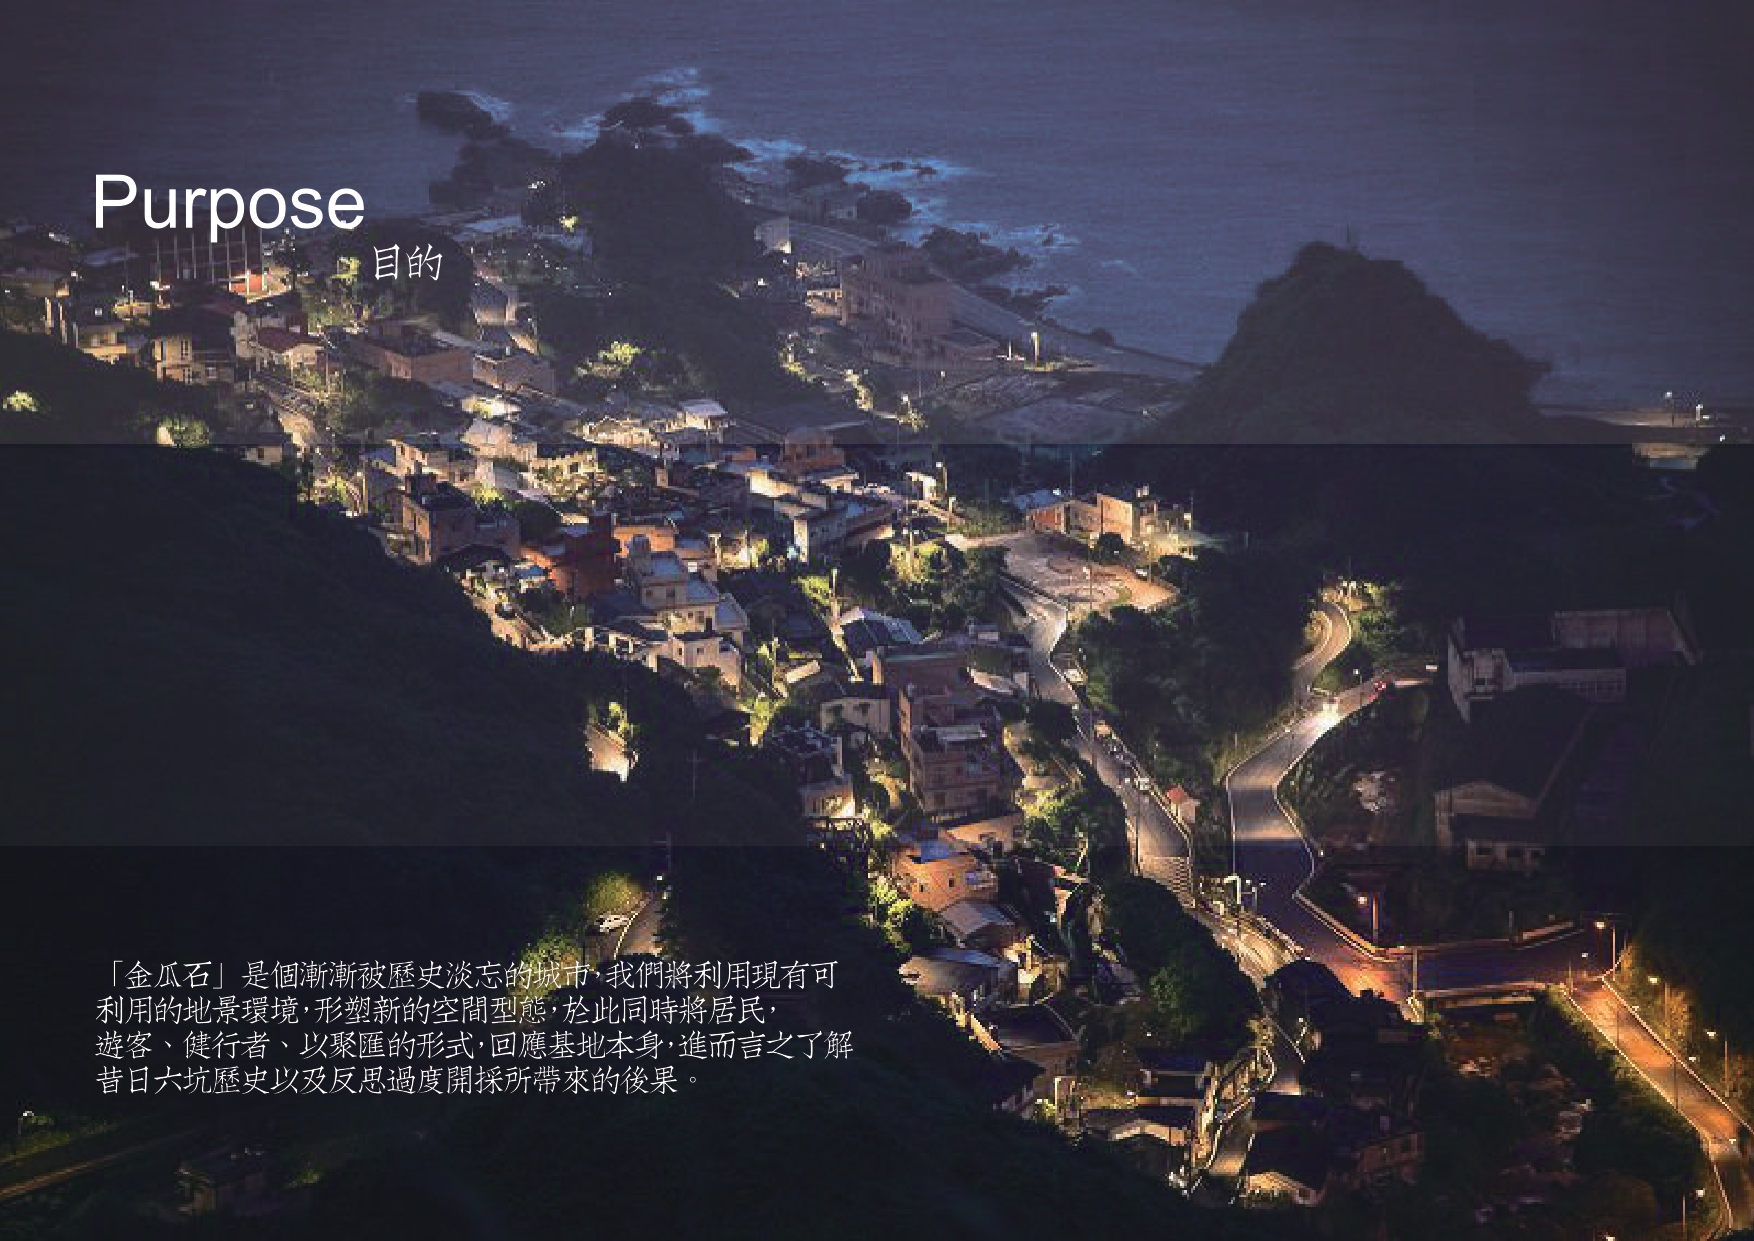 Purpose
目的
「金瓜石」是個漸漸被歷史淡忘的城市，我們將利用現有可
利用的地景環境，形塑新的空間型態，於此同時將居民，
遊客、健行者、以聚匯的形式，回應基地本身，進而言之了解
昔日六坑歷史以及反思過度開採所帶來的後果。